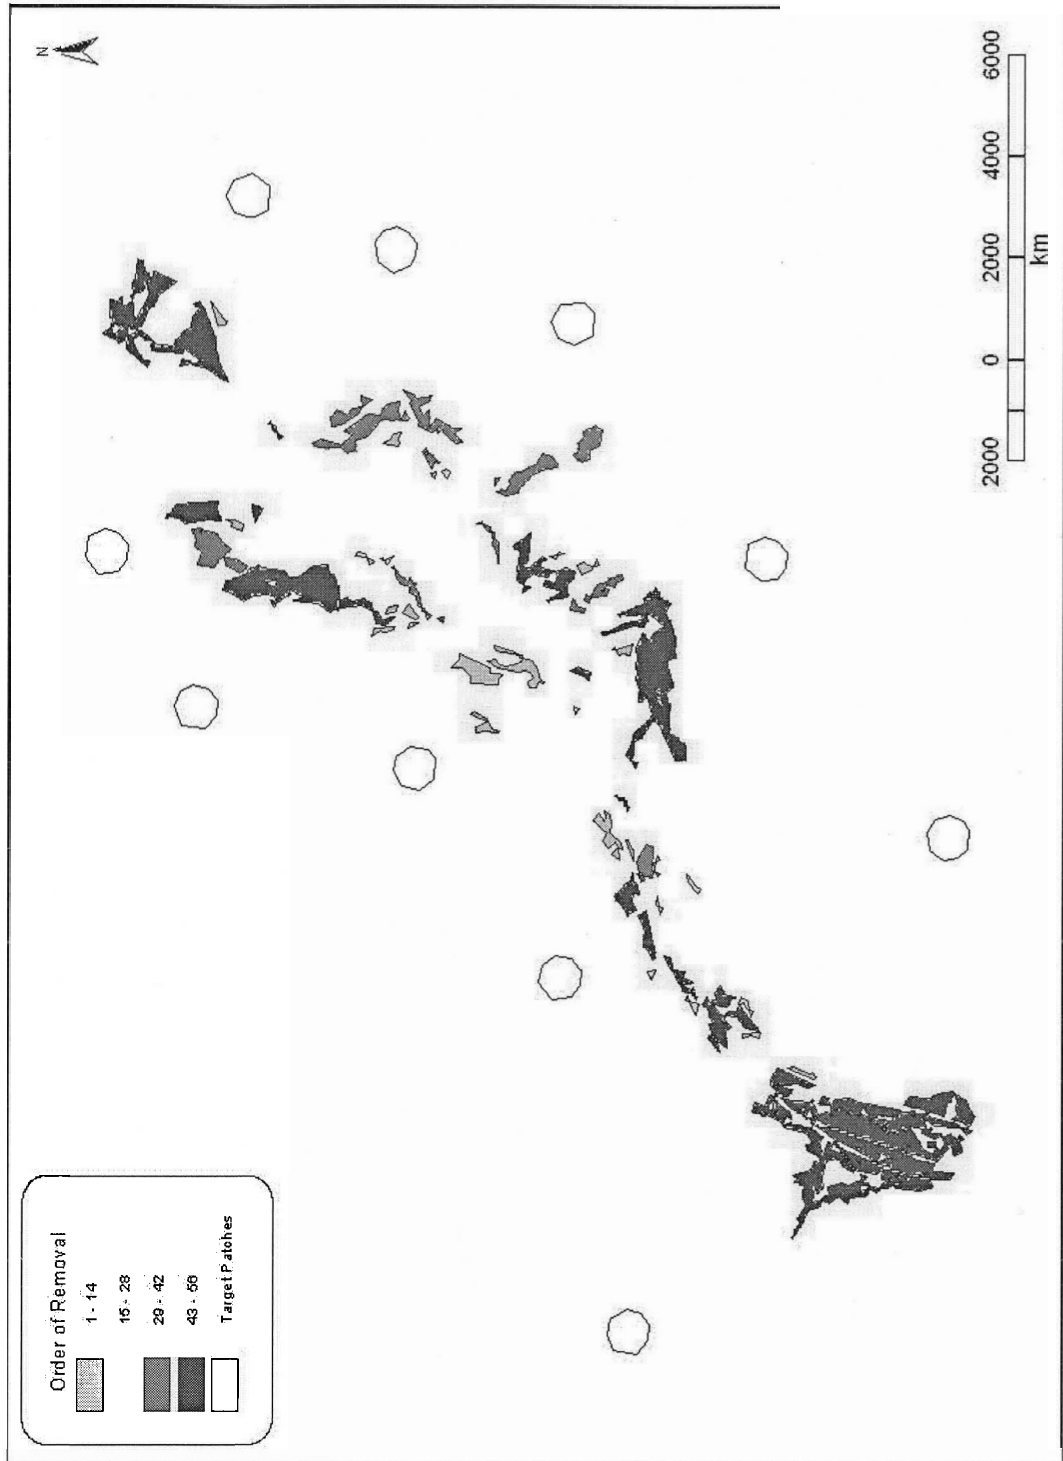 N
Order of Removal
1 - 14
15 - 28
29 - 42
43 - 56
Target Patches
2000 0 2000 4000 6000
km